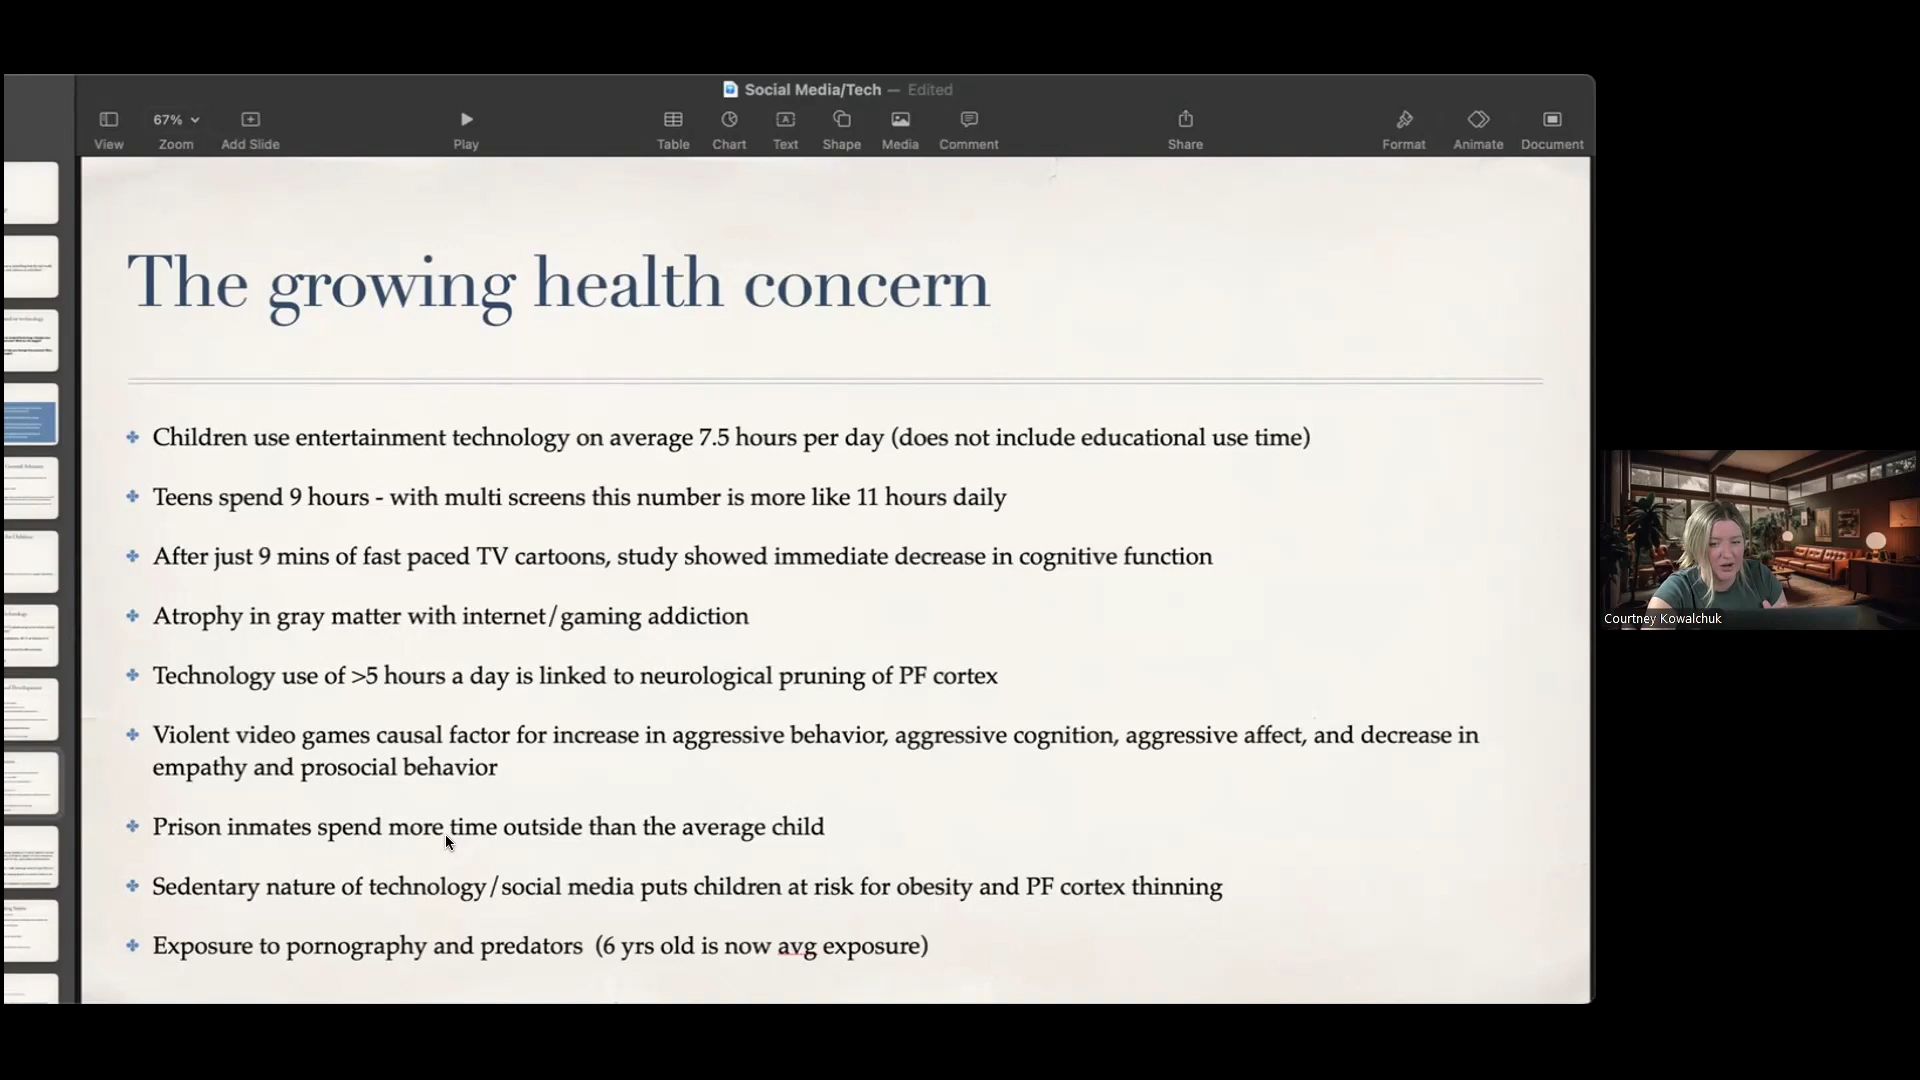 Social Media/Tech — Edited
View
67%
Zoom
Add Slide
Play
Table
Chart
Text
Shape
Media
Comment
Share
Format
Animate
Document
The growing health concern
Children use entertainment technology on average 7.5 hours per day (does not include educational use time)
Teens spend 9 hours - with multi screens this number is more like 11 hours daily
After just 9 mins of fast paced TV cartoons, study showed immediate decrease in cognitive function
Atrophy in gray matter with internet/gaming addiction
Technology use of >5 hours a day is linked to neurological pruning of PF cortex
Violent video games causal factor for increase in aggressive behavior, aggressive cognition, aggressive affect, and decrease in
empathy and prosocial behavior
Prison inmates spend more time outside than the average child
Sedentary nature of technology/social media puts children at risk for obesity and PF cortex thinning
Exposure to pornography and predators (6 yrs old is now avg exposure)
Courtney Kowalchuk